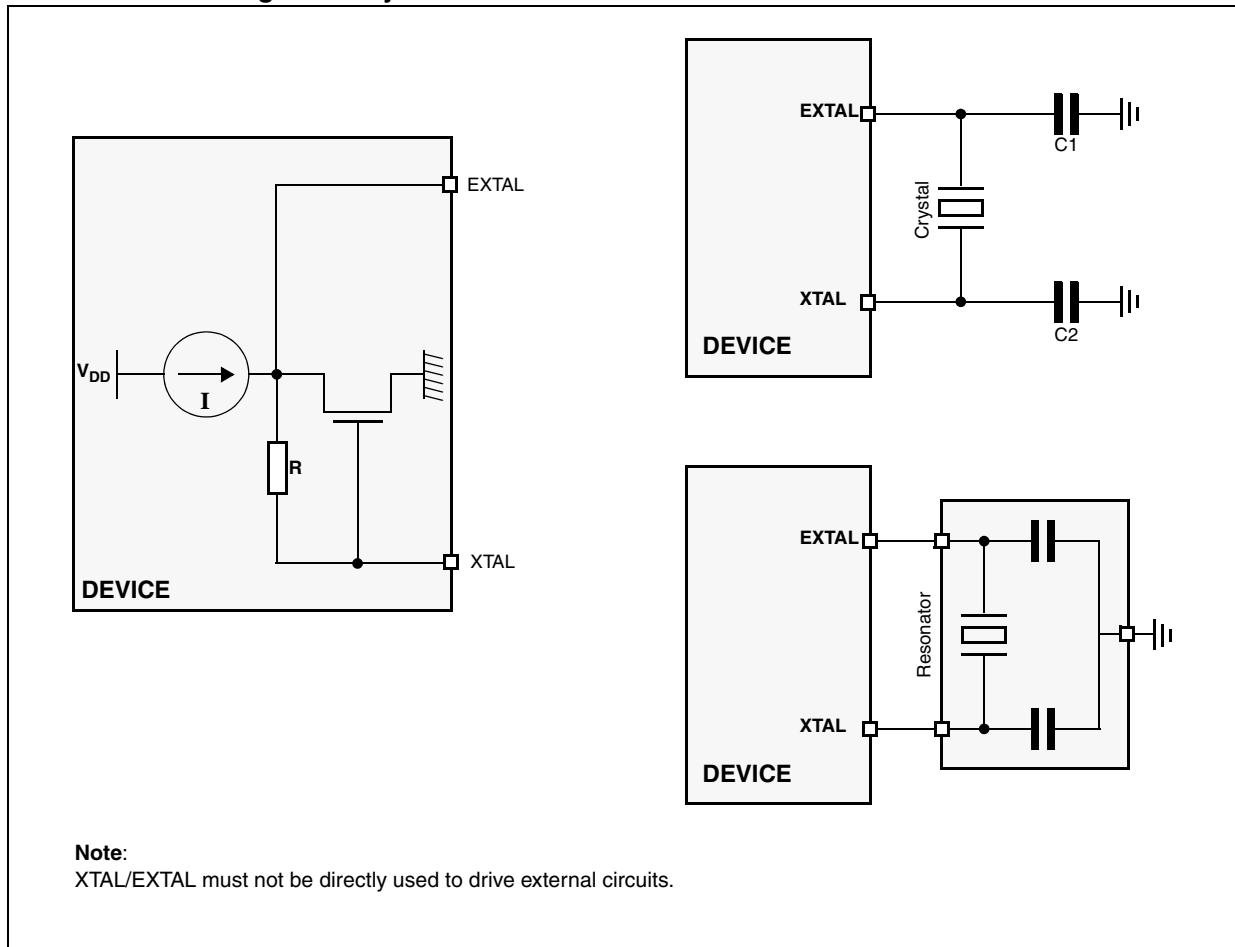 EXTAL
XTAL
V_DD
I
R
DEVICE
EXTAL
XTAL
DEVICE
Crystal
C1
C2
EXTAL
XTAL
DEVICE
Resonator
Note:
XTAL/EXTAL must not be directly used to drive external circuits.